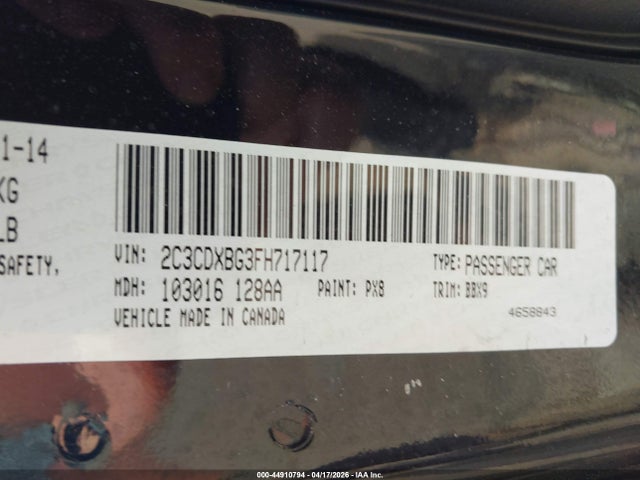 1-14
KG
LB
SAFETY,
VIN: 2C3CDXBG3FH717117 TYPE: PASSENGER CAR
MDH: 103016 128AA PAINT: PX8 TRIM: BBX9
VEHICLE MADE IN CANADA 4658843
000-44910794 - 04/17/2026 - IAA Inc.